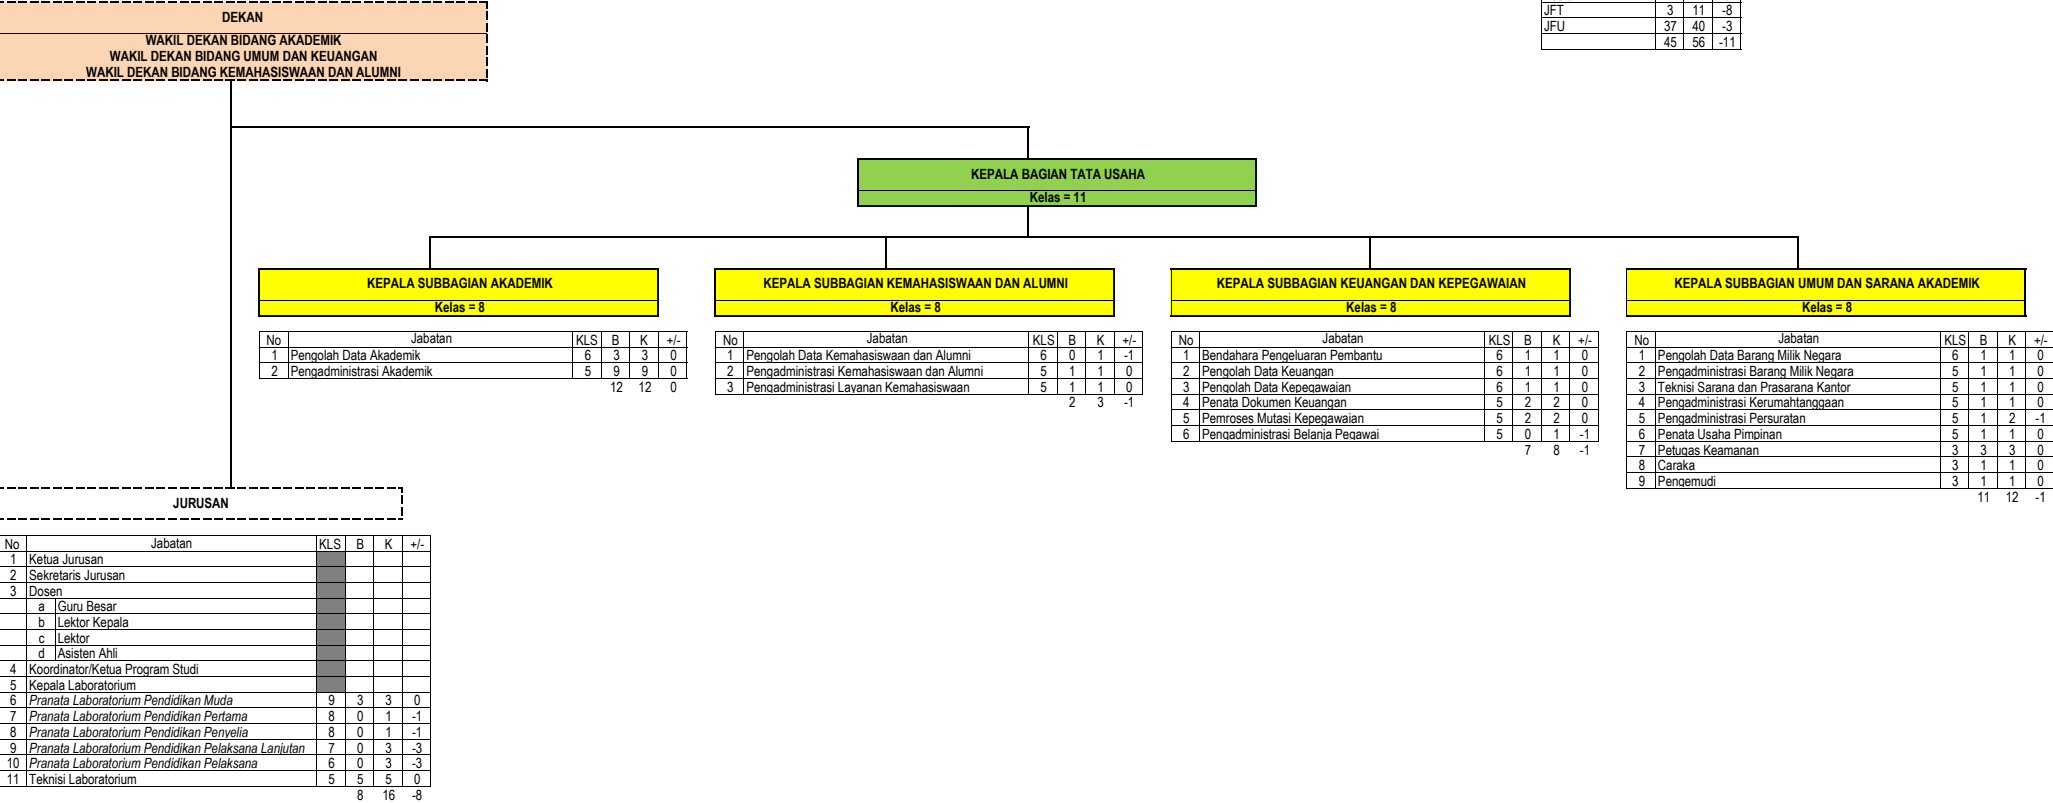 DEKAN
WAKIL DEKAN BIDANG AKADEMIK
WAKIL DEKAN BIDANG UMUM DAN KEUANGAN
WAKIL DEKAN BIDANG KEMAHASISWAAN DAN ALUMNI
JFT 3 11 -8
JFU 37 40 -3
45 56 -11
KEPALA BAGIAN TATA USAHA
Kelas = 11
KEPALA SUBBAGIAN AKADEMIK
Kelas = 8
No Jabatan KLS B K +/-
1 Pengolah Data Akademik 6 3 3 0
2 Pengadministrasi Akademik 5 9 9 0
12 12 0
KEPALA SUBBAGIAN KEMAHASISWAAN DAN ALUMNI
Kelas = 8
No Jabatan KLS B K +/-
1 Pengolah Data Kemahasiswaan dan Alumni 6 0 1 -1
2 Pengadministrasi Kemahasiswaan dan Alumni 5 1 1 0
3 Pengadministrasi Layanan Kemahasiswaan 5 1 1 0
2 3 -1
KEPALA SUBBAGIAN KEUANGAN DAN KEPEGAWAIAN
Kelas = 8
No Jabatan KLS B K +/-
1 Bendahara Pengeluaran Pembantu 6 1 1 0
2 Pengolah Data Keuangan 6 1 1 0
3 Pengolah Data Kepegawaian 6 1 1 0
4 Penata Dokumen Keuangan 5 2 2 0
5 Pemroses Mutasi Kepegawaian 5 2 2 0
6 Pengadministrasi Belanja Pegawai 5 0 1 -1
7 8 -1
KEPALA SUBBAGIAN UMUM DAN SARANA AKADEMIK
Kelas = 8
No Jabatan KLS B K +/-
1 Pengolah Data Barang Milik Negara 6 1 1 0
2 Pengadministrasi Barang Milik Negara 5 1 1 0
3 Teknisi Sarana dan Prasarana Kantor 5 1 1 0
4 Pengadministrasi Kerumahtanggaan 5 1 1 0
5 Pengadministrasi Persuratan 5 1 2 -1
6 Penata Usaha Pimpinan 5 1 1 0
7 Petugas Keamanan 3 3 3 0
8 Caraka 3 1 1 0
9 Pengemudi 3 1 1 0
11 12 -1
JURUSAN
No Jabatan KLS B K +/-
1 Ketua Jurusan
2 Sekretaris Jurusan
3 Dosen
a Guru Besar
b Lektor Kepala
c Lektor
d Asisten Ahli
4 Koordinator/Ketua Program Studi
5 Kepala Laboratorium
6 Pranata Laboratorium Pendidikan Muda 9 3 3 0
7 Pranata Laboratorium Pendidikan Pertama 8 0 1 -1
8 Pranata Laboratorium Pendidikan Penyelia 8 0 1 -1
9 Pranata Laboratorium Pendidikan Pelaksana Lanjutan 7 0 3 -3
10 Pranata Laboratorium Pendidikan Pelaksana 6 0 3 -3
11 Teknisi Laboratorium 5 5 5 0
8 16 -8